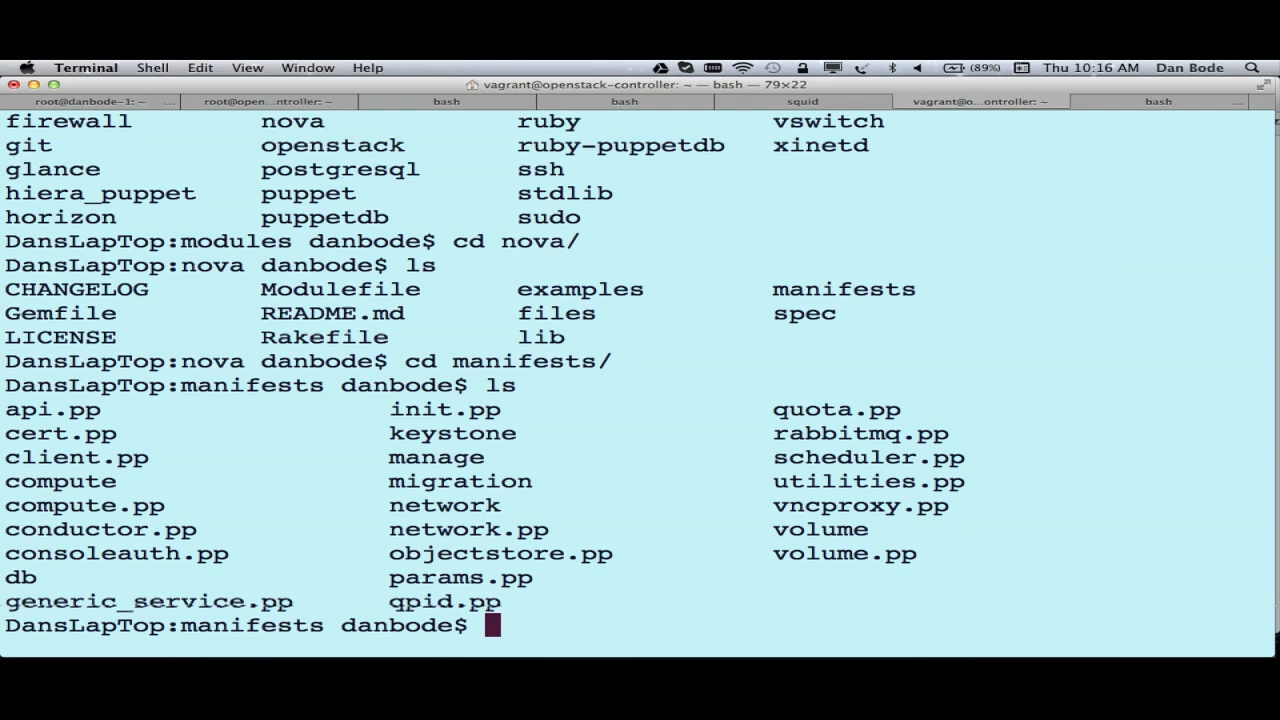 Terminal Shell Edit View Window Help (89%) Thu 10:16 AM Dan Bode
vagrant@openstack-controller: ~ — bash — 79×22
root@danbode-1: ~ ... root@open...ntroller: ~ bash bash squid vagrant@o...ontroller: ~ bash ...
firewall nova ruby vswitch
git openstack ruby-puppetdb xinetd
glance postgresql ssh
hiera_puppet puppet stdlib
horizon puppetdb sudo
DansLapTop:modules danbode$ cd nova/
DansLapTop:nova danbode$ ls
CHANGELOG Modulefile examples manifests
Gemfile README.md files spec
LICENSE Rakefile lib
DansLapTop:nova danbode$ cd manifests/
DansLapTop:manifests danbode$ ls
api.pp init.pp quota.pp
cert.pp keystone rabbitmq.pp
client.pp manage scheduler.pp
compute migration utilities.pp
compute.pp network vncproxy.pp
conductor.pp network.pp volume
consoleauth.pp objectstore.pp volume.pp
db params.pp
generic_service.pp qpid.pp
DansLapTop:manifests danbode$